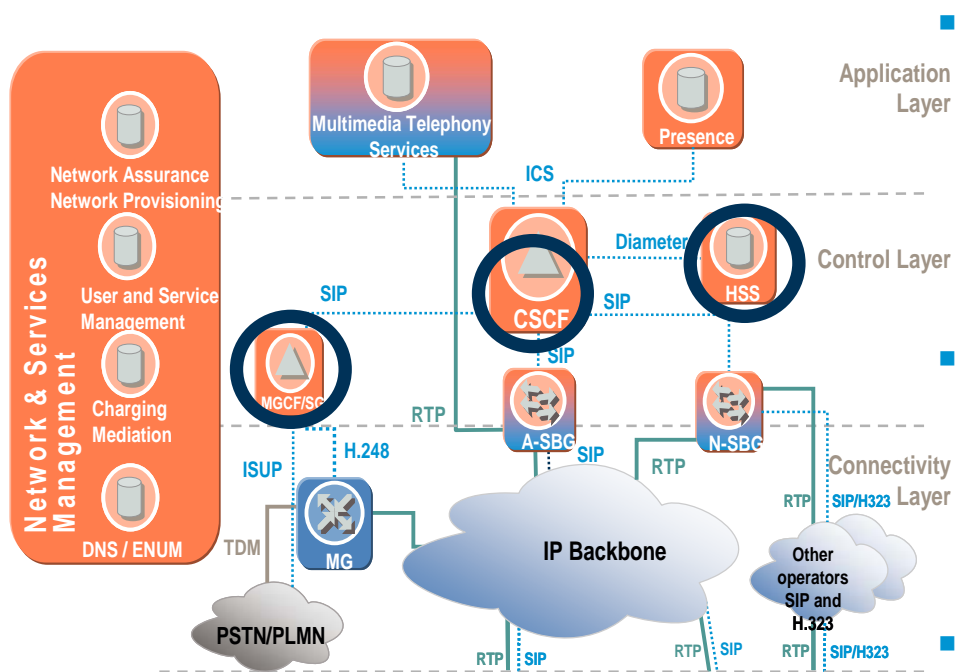 Application
Layer
Multimedia Telephony
Services
Presence
Network Assurance
Network Provisioning
ICS
Network & Services
Management
User and Service
Management
Diameter
Control Layer
HSS
SIP
CSCF
SIP
SIP
MGCF/SG
Charging
Mediation
RTP
A-SBG
N-SBG
H.248
ISUP
SIP
RTP
Connectivity
Layer
RTP
SIP/H323
DNS / ENUM
TDM
MG
IP Backbone
Other
operators
SIP and
H.323
PSTN/PLMN
RTP
SIP
RTP
SIP
RTP
SIP/H323